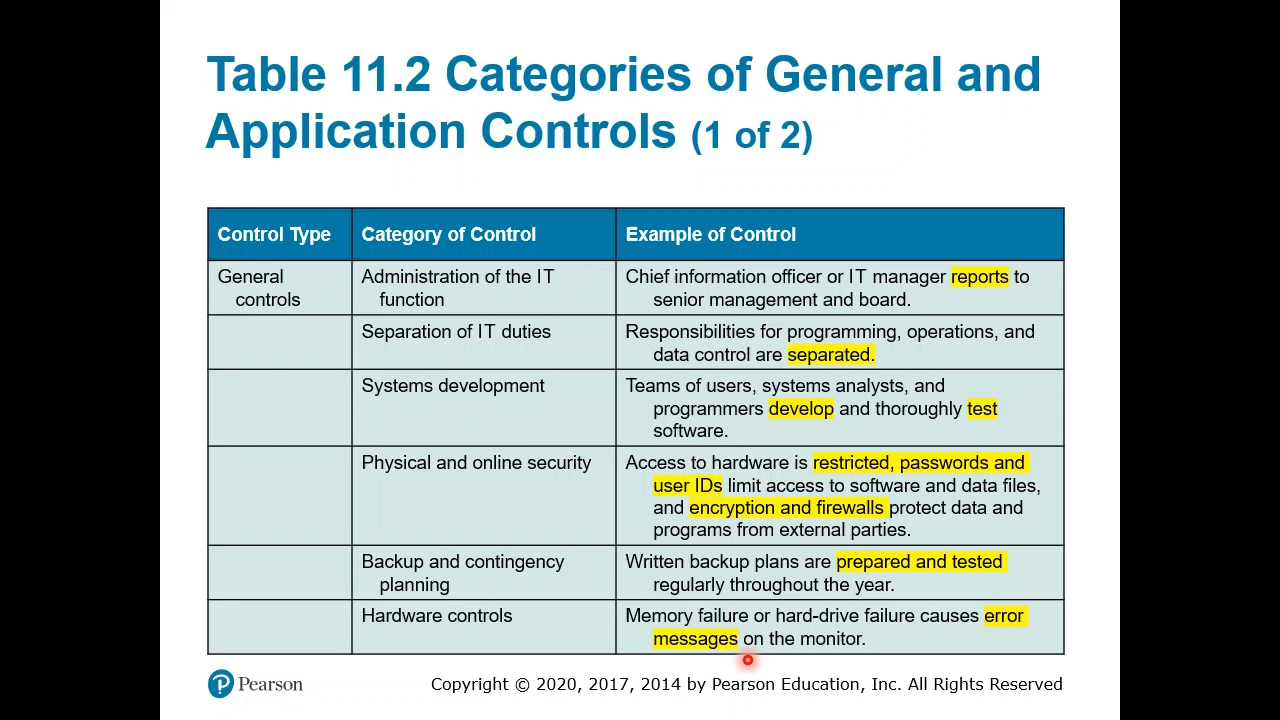 Table 11.2 Categories of General and
Application Controls (1 of 2)
Control Type
Category of Control
Example of Control
General
controls
Administration of the IT
function
Chief information officer or IT manager reports to
senior management and board.
Separation of IT duties
Responsibilities for programming, operations, and
data control are separated.
Systems development
Teams of users, systems analysts, and
programmers develop and thoroughly test
software.
Physical and online security
Access to hardware is restricted, passwords and
user IDs limit access to software and data files,
and encryption and firewalls protect data and
programs from external parties.
Backup and contingency
planning
Written backup plans are prepared and tested
regularly throughout the year.
Hardware controls
Memory failure or hard-drive failure causes error
messages on the monitor.
P Pearson
Copyright © 2020, 2017, 2014 by Pearson Education, Inc. All Rights Reserved